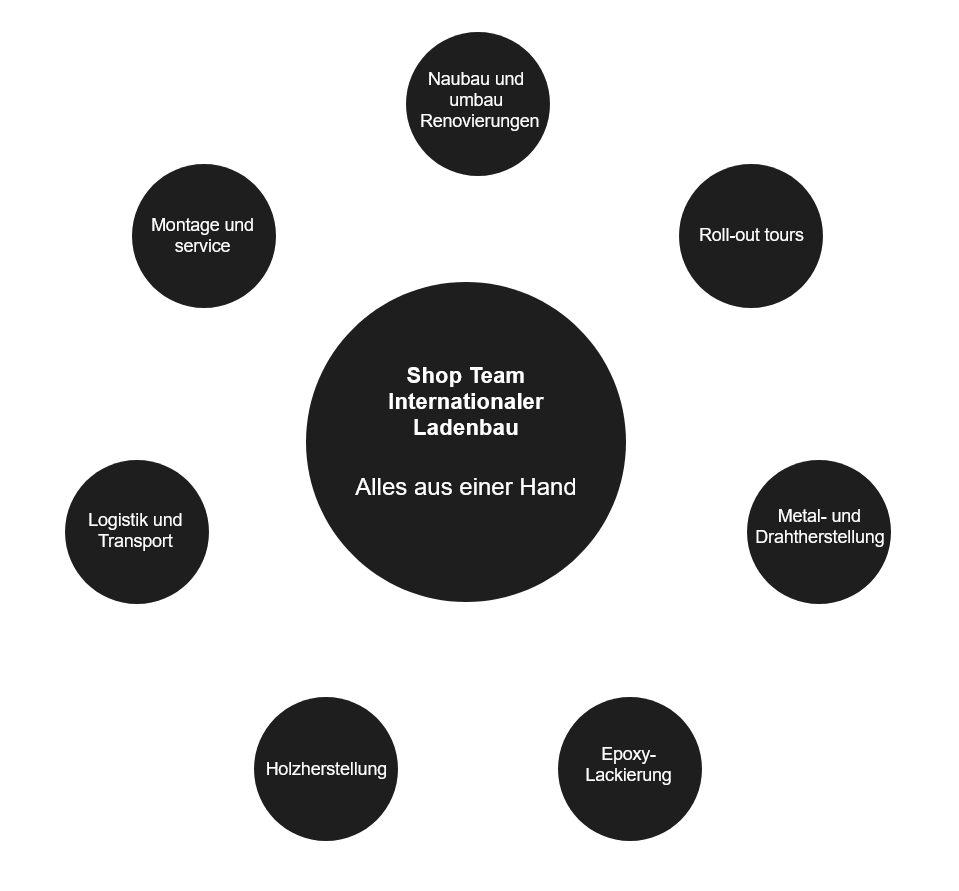 Naubau und
umbau
Renovierungen
Montage und
service
Roll-out tours
Shop Team
Internationaler
Ladenbau
Alles aus einer Hand
Logistik und
Transport
Metal- und
Drahtherstellung
Holzherstellung
Epoxy-
Lackierung